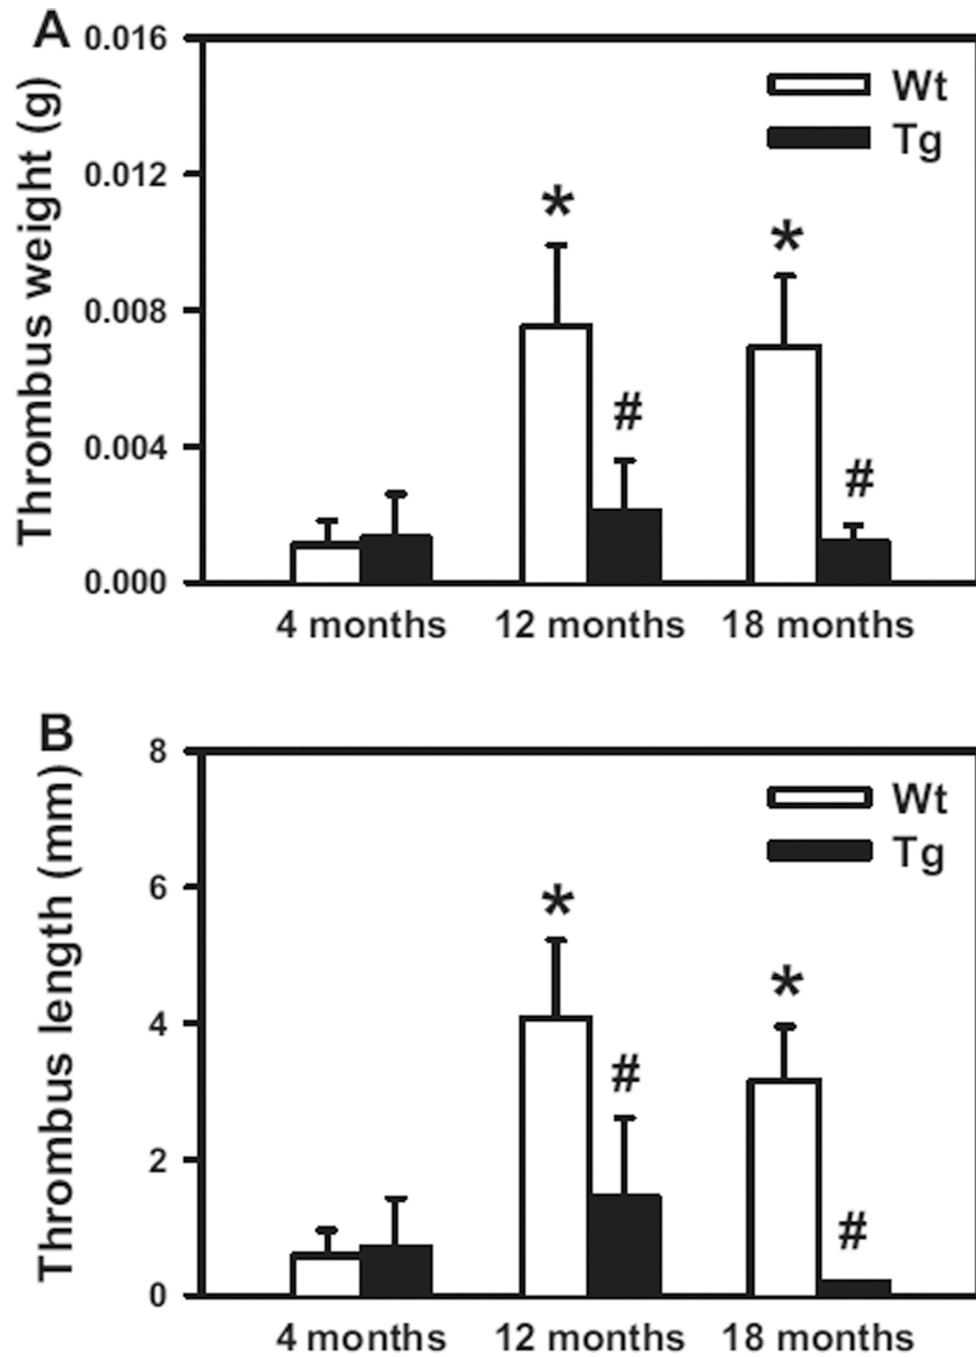 A
Thrombus weight (g)
0.016
0.012
0.008
0.004
0.000
Wt
Tg
*
#
*
#
4 months 12 months 18 months
B
Thrombus length (mm)
8
6
4
2
0
Wt
Tg
*
#
*
#
4 months 12 months 18 months